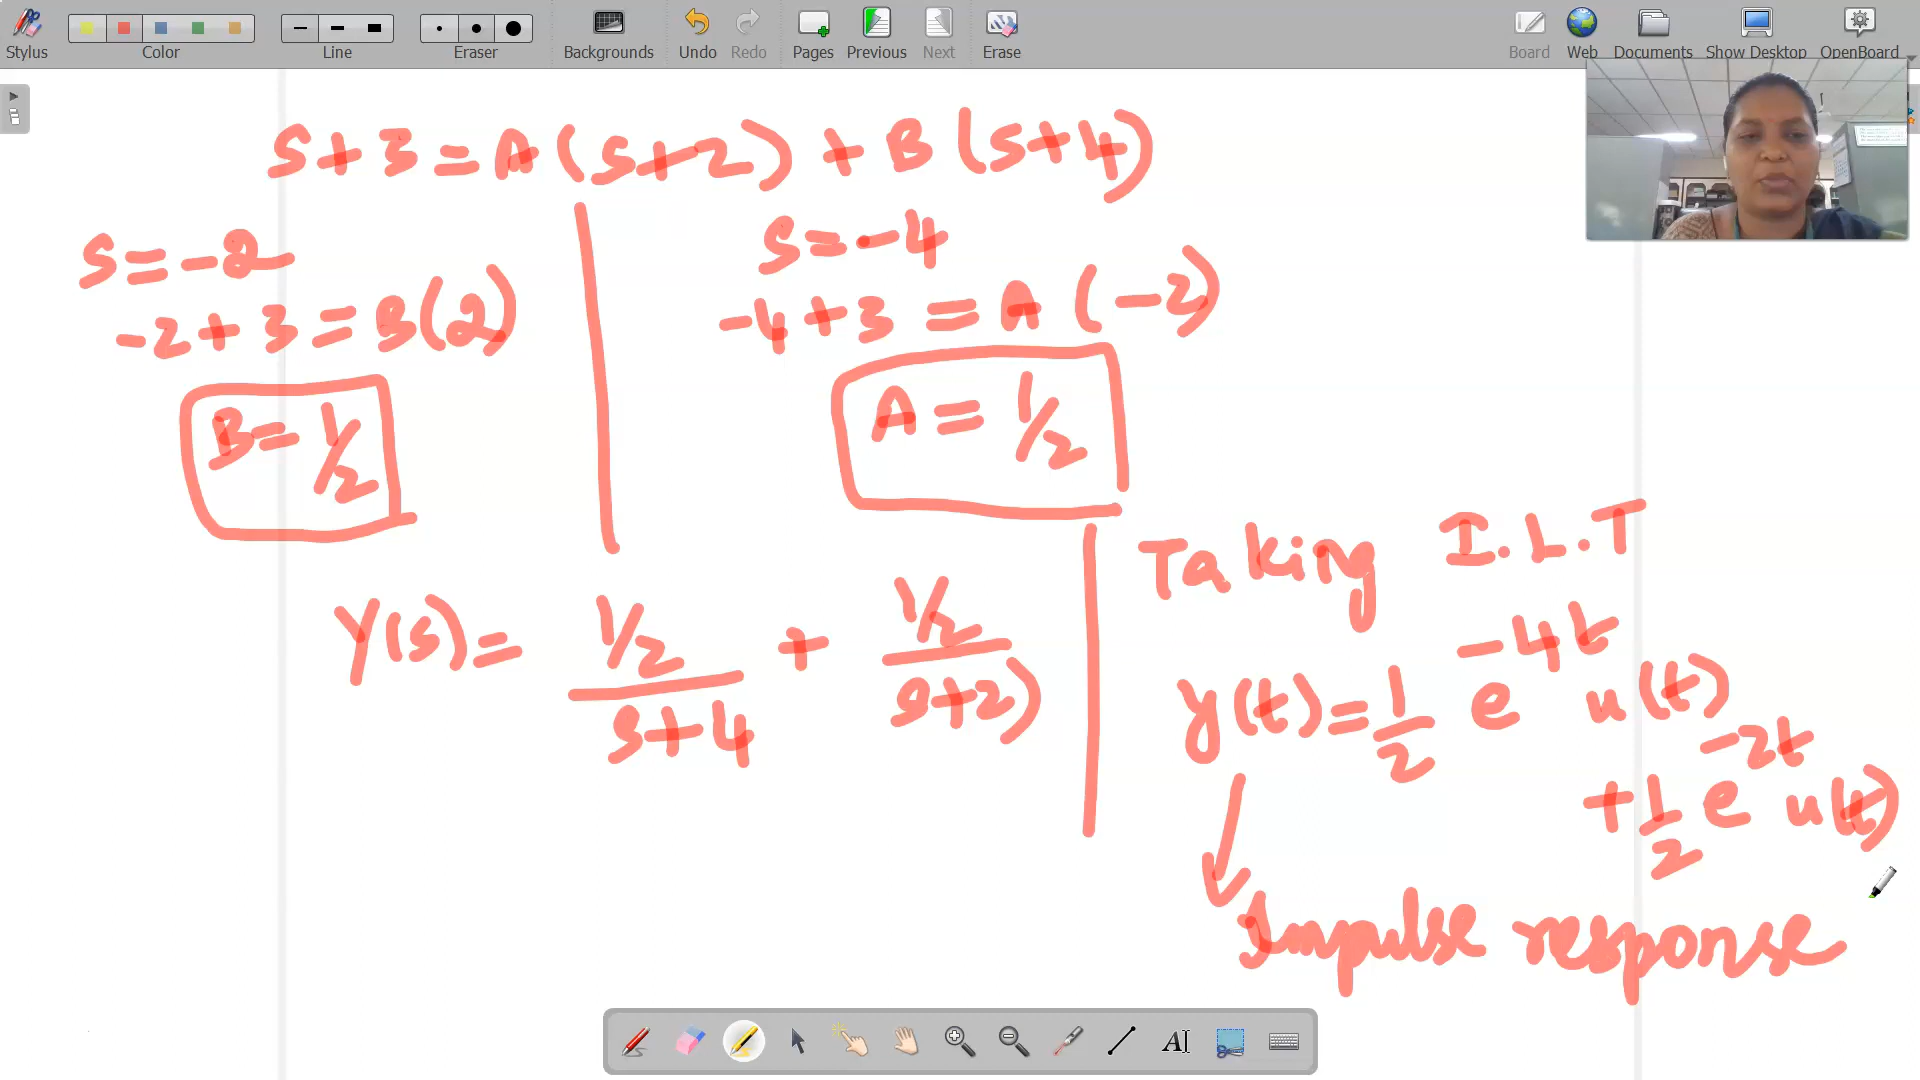 Stylus Color Line Eraser Backgrounds Undo Redo Pages Previous Next Erase Board Web Documents Show Desktop OpenBoard
S+3 = A(s+2) + B(s+4)
s=-2
-2+3=B(2)
B=1/2
s=-4
-4+3 = A(-2)
A = 1/2
Y(s)= 1/2/s+4 + 1/2/s+2)
Taking I.L.T
y(t)=1/2 e^-4t u(t)
+1/2 e^-2t u(t)
Impulse response